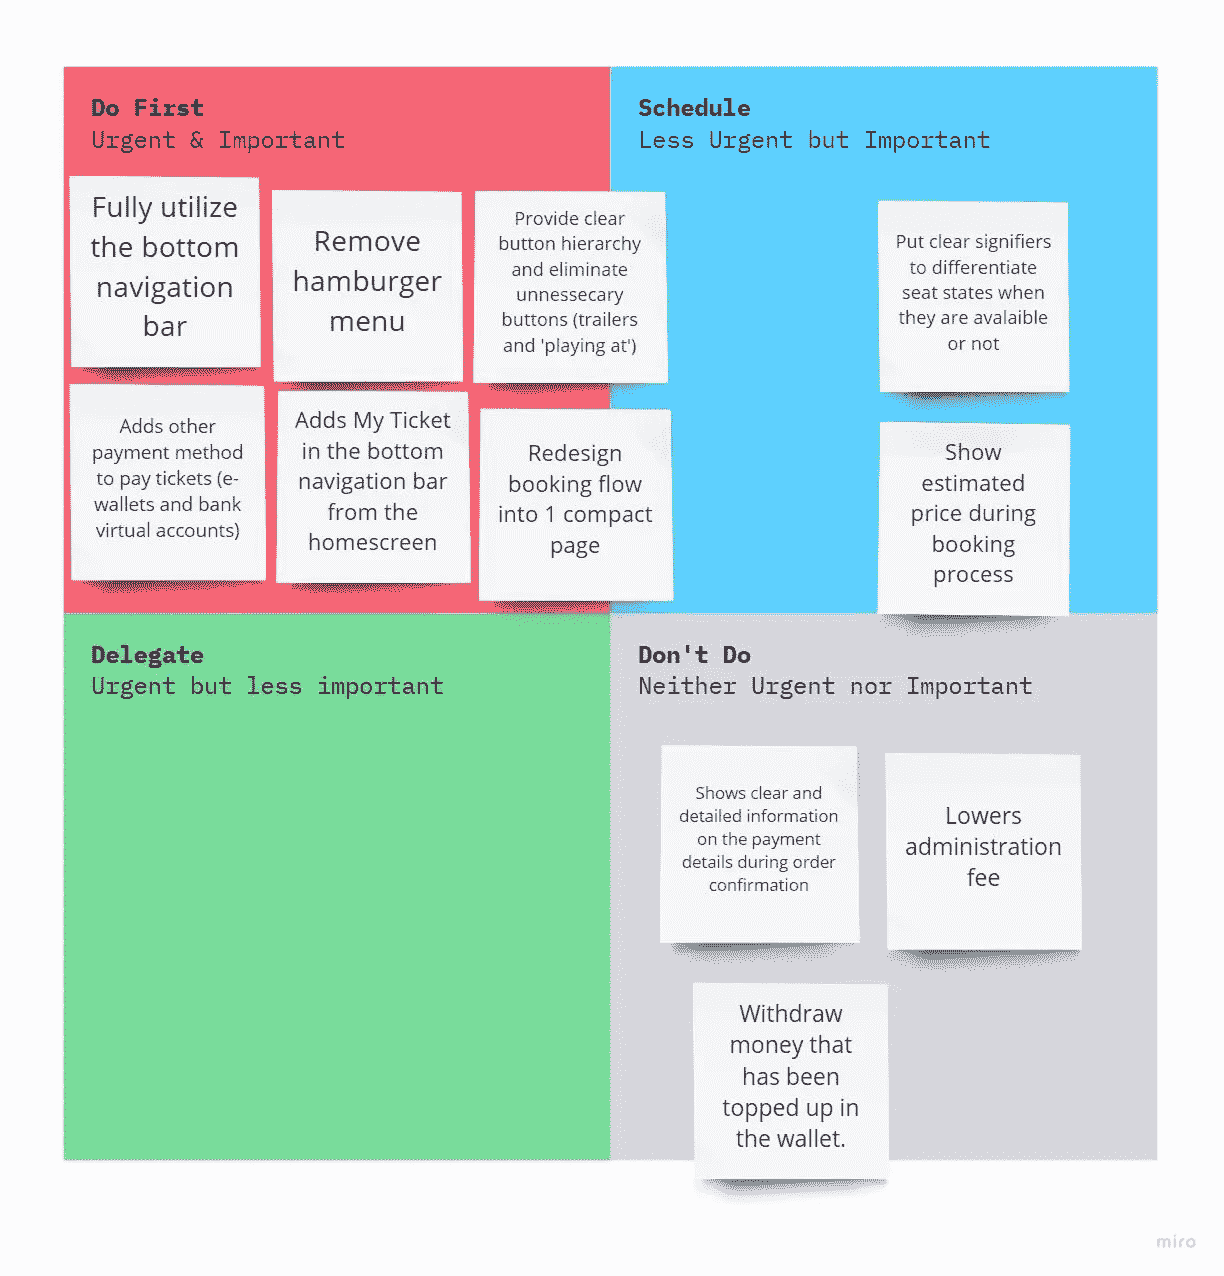 Do First
Urgent & Important
Fully utilize
the bottom
navigation
bar
Remove
hamburger
menu
Provide clear
button hierarchy
and eliminate
unnessecary
buttons (trailers
and 'playing at')
Adds other
payment method
to pay tickets (e-
wallets and bank
virtual accounts)
Adds My Ticket
in the bottom
navigation bar
from the
homescreen
Redesign
booking flow
into 1 compact
page
Schedule
Less Urgent but Important
Put clear signifiers
to differentiate
seat states when
they are avalaible
or not
Show
estimated
price during
booking
process
Delegate
Urgent but less important
Don't Do
Neither Urgent nor Important
Shows clear and
detailed information
on the payment
details during order
confirmation
Lowers
administration
fee
Withdraw
money that
has been
topped up in
the wallet.
miro